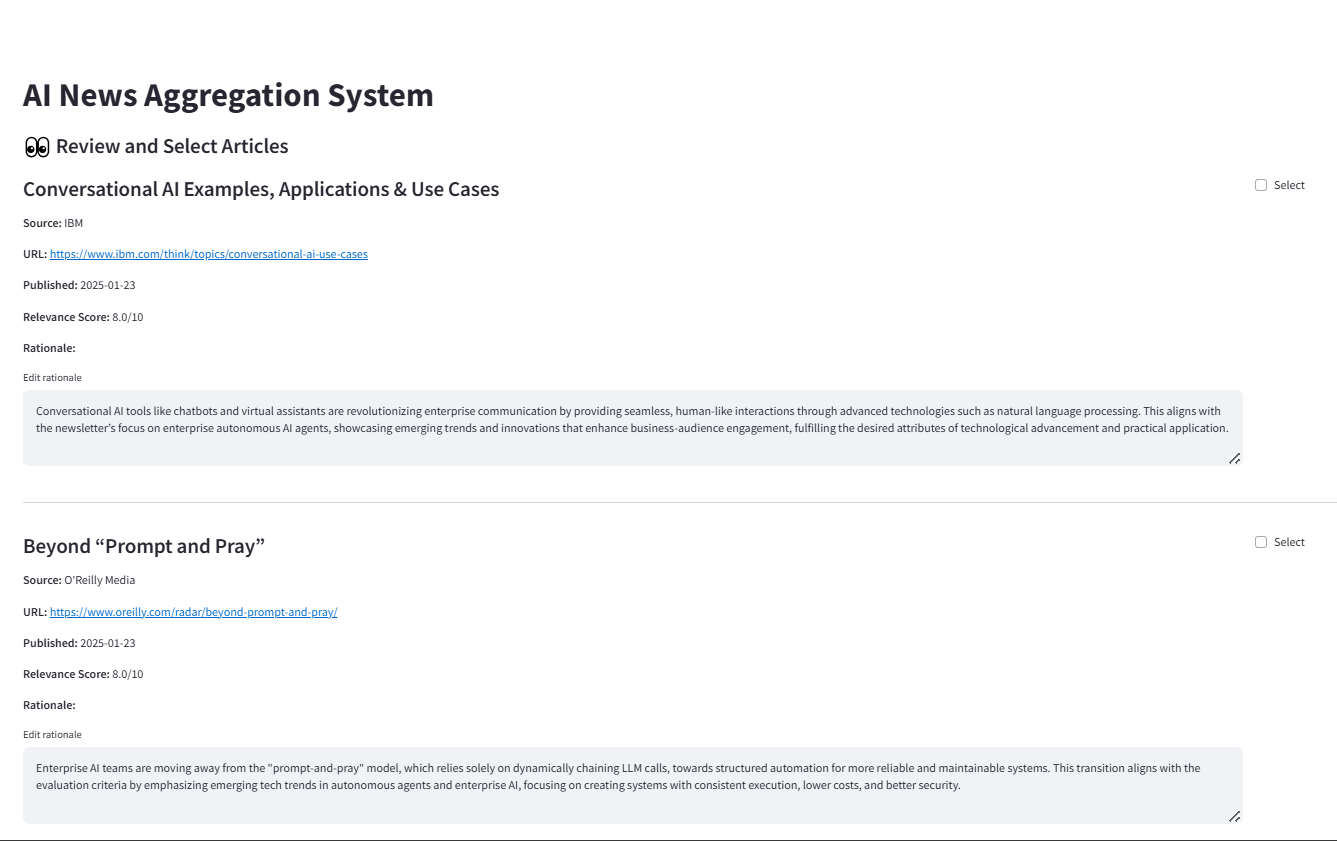 AI News Aggregation System
👀 Review and Select Articles
Conversational AI Examples, Applications & Use Cases
Select
Source: IBM
URL: https://www.ibm.com/think/topics/conversational-ai-use-cases
Published: 2025-01-23
Relevance Score: 8.0/10
Rationale:
Edit rationale
Conversational AI tools like chatbots and virtual assistants are revolutionizing enterprise communication by providing seamless, human-like interactions through advanced technologies such as natural language processing. This aligns with
the newsletter's focus on enterprise autonomous AI agents, showcasing emerging trends and innovations that enhance business-audience engagement, fulfilling the desired attributes of technological advancement and practical application.
Beyond “Prompt and Pray”
Select
Source: O'Reilly Media
URL: https://www.oreilly.com/radar/beyond-prompt-and-pray/
Published: 2025-01-23
Relevance Score: 8.0/10
Rationale:
Edit rationale
Enterprise AI teams are moving away from the "prompt-and-pray" model, which relies solely on dynamically chaining LLM calls, towards structured automation for more reliable and maintainable systems. This transition aligns with the
evaluation criteria by emphasizing emerging tech trends in autonomous agents and enterprise AI, focusing on creating systems with consistent execution, lower costs, and better security.